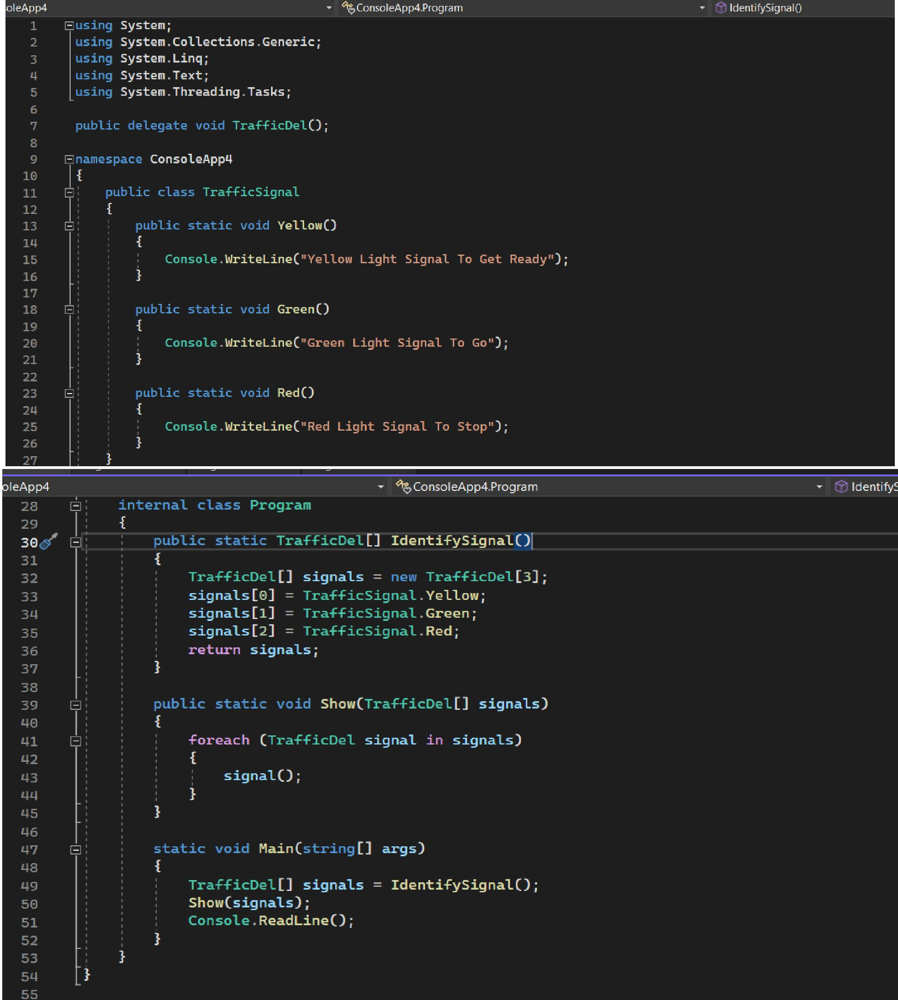 oleApp4 ConsoleApp4.Program IdentifySignal()
1 using System;
2 using System.Collections.Generic;
3 using System.Linq;
4 using System.Text;
5 using System.Threading.Tasks;
6
7 public delegate void TrafficDel();
8
9 namespace ConsoleApp4
10 {
11 public class TrafficSignal
12 {
13 public static void Yellow()
14 {
15 Console.WriteLine("Yellow Light Signal To Get Ready");
16 }
17
18 public static void Green()
19 {
20 Console.WriteLine("Green Light Signal To Go");
21 }
22
23 public static void Red()
24 {
25 Console.WriteLine("Red Light Signal To Stop");
26 }
27 }
oleApp4 ConsoleApp4.Program IdentifyS
28 internal class Program
29 {
30 public static TrafficDel[] IdentifySignal()
31 {
32 TrafficDel[] signals = new TrafficDel[3];
33 signals[0] = TrafficSignal.Yellow;
34 signals[1] = TrafficSignal.Green;
35 signals[2] = TrafficSignal.Red;
36 return signals;
37 }
38
39 public static void Show(TrafficDel[] signals)
40 {
41 foreach (TrafficDel signal in signals)
42 {
43 signal();
44 }
45 }
46
47 static void Main(string[] args)
48 {
49 TrafficDel[] signals = IdentifySignal();
50 Show(signals);
51 Console.ReadLine();
52 }
53 }
54 }
55